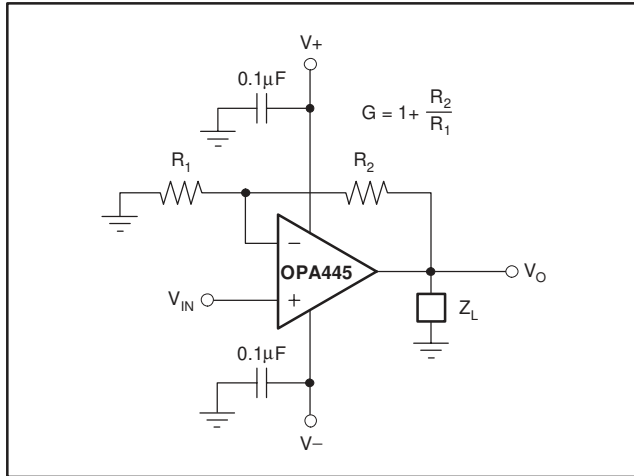 V+
0.1μF
G = 1 + R2/R1
R1
R2
−
OPA445
+
VIN
VO
ZL
0.1μF
V−